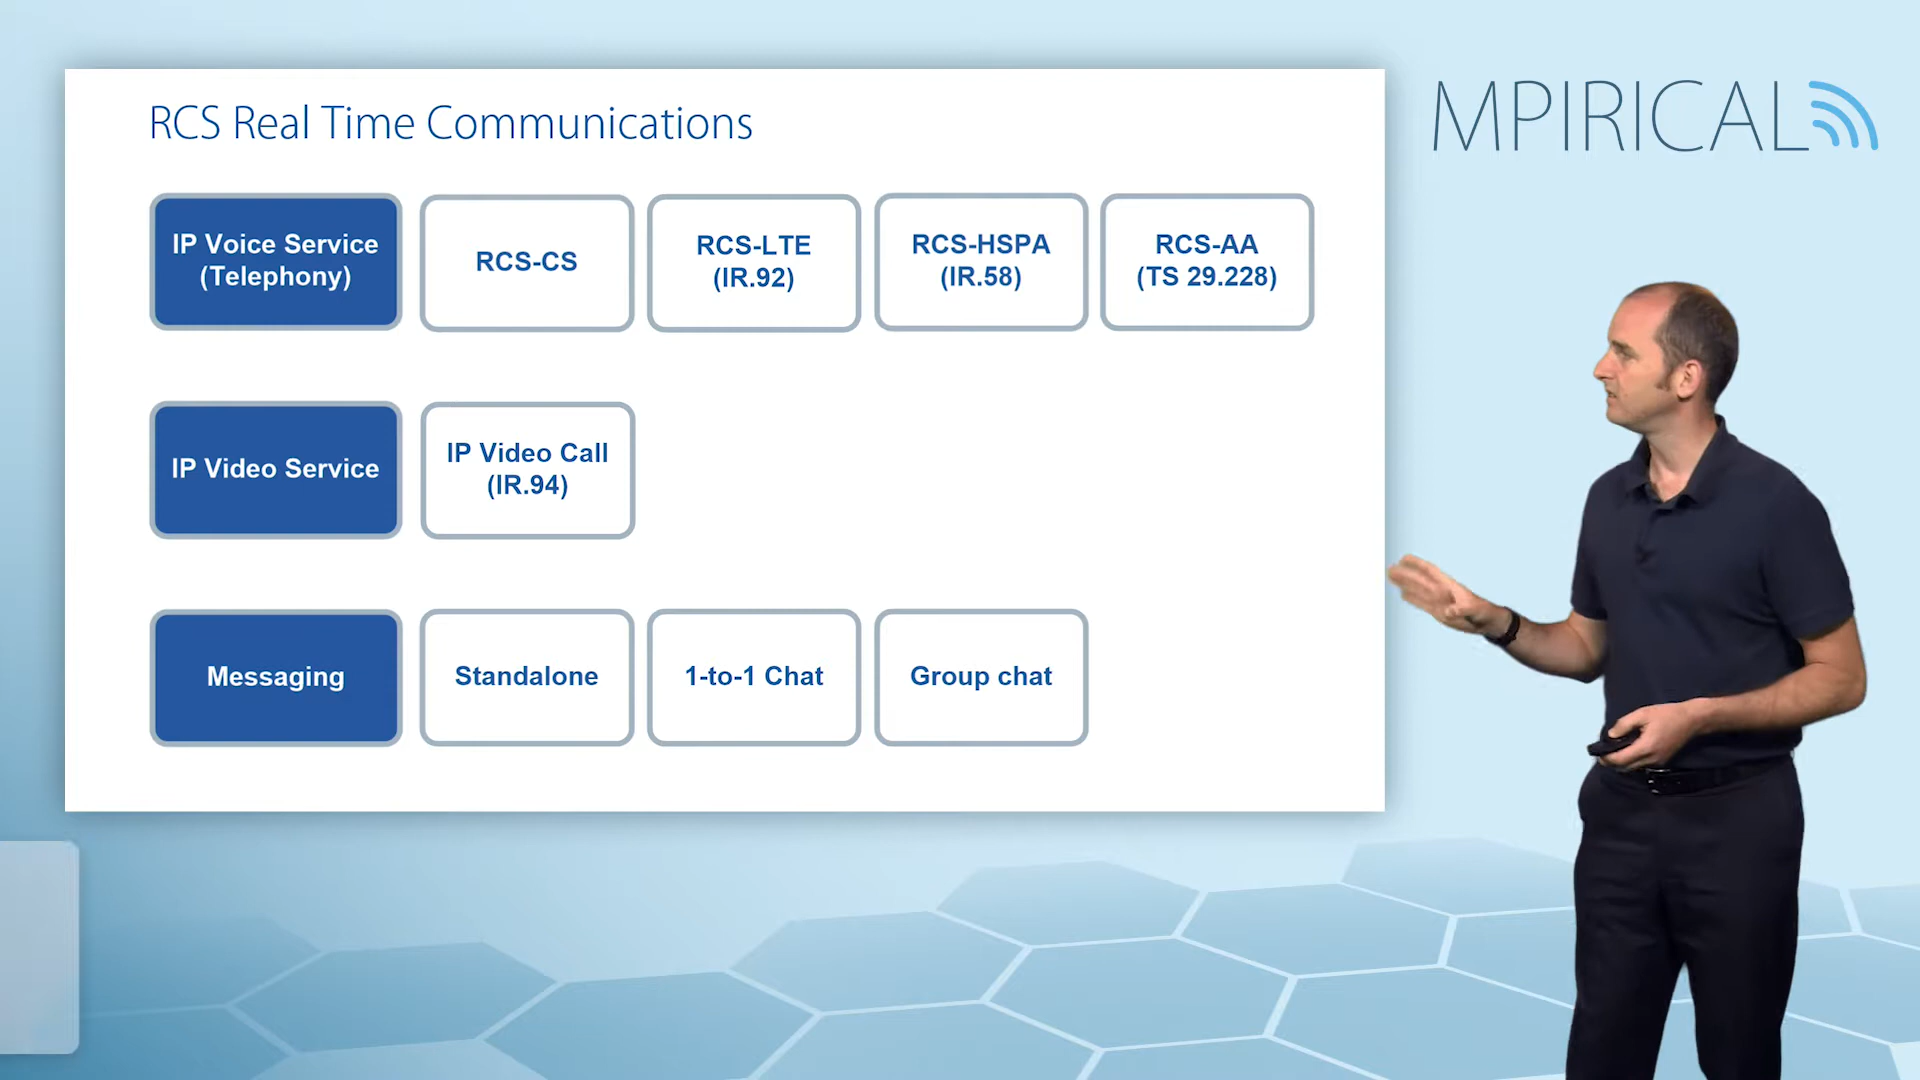 RCS Real Time Communications
MPIRICAL
IP Voice Service
(Telephony)
RCS-CS
RCS-LTE
(IR.92)
RCS-HSPA
(IR.58)
RCS-AA
(TS 29.228)
IP Video Service
IP Video Call
(IR.94)
Messaging
Standalone
1-to-1 Chat
Group chat